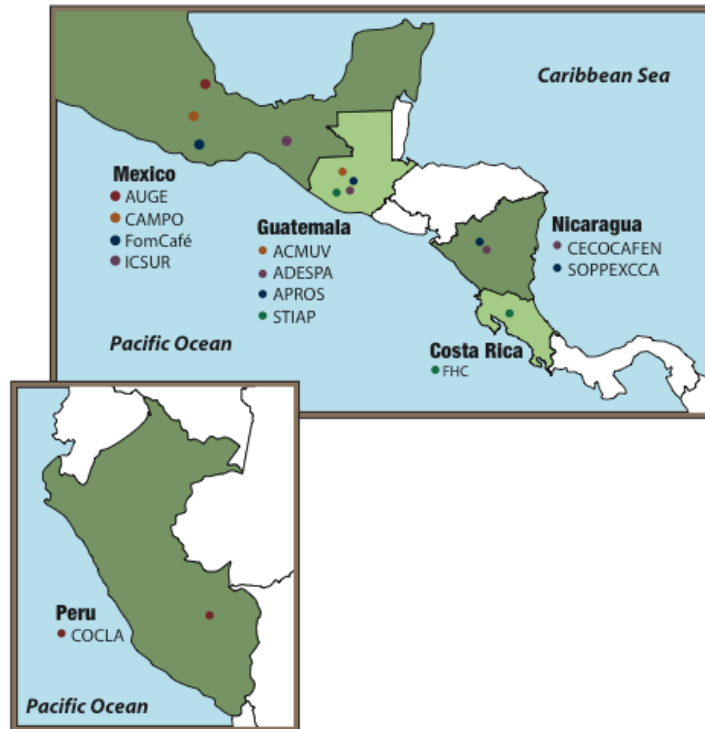 Caribbean Sea
Mexico
AUGE
CAMPO
FomCafé
ICSUR
Guatemala
ACMUV
ADESPA
APROS
STIAP
Nicaragua
CECOCAFEN
SOPPEXCCA
Pacific Ocean
Costa Rica
FHC
Peru
COCLA
Pacific Ocean